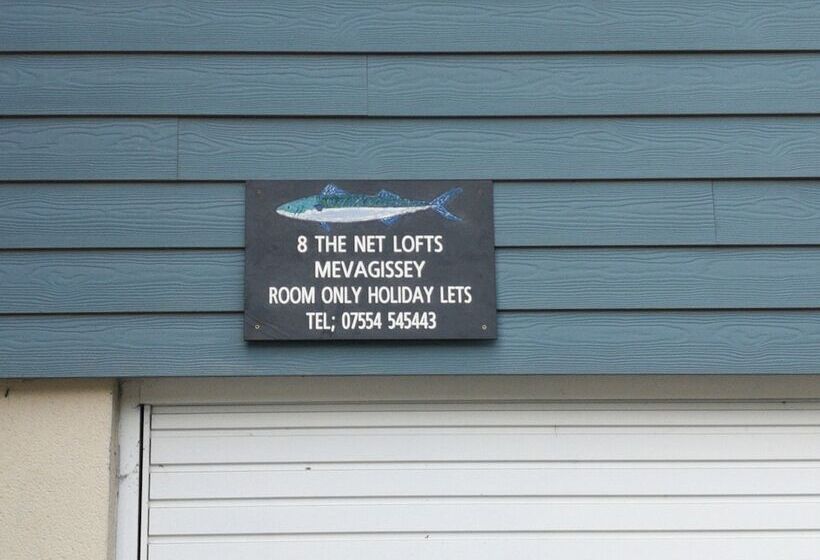 8 THE NET LOFTS
MEVAGISSEY
ROOM ONLY HOLIDAY LETS
TEL; 07554 545443